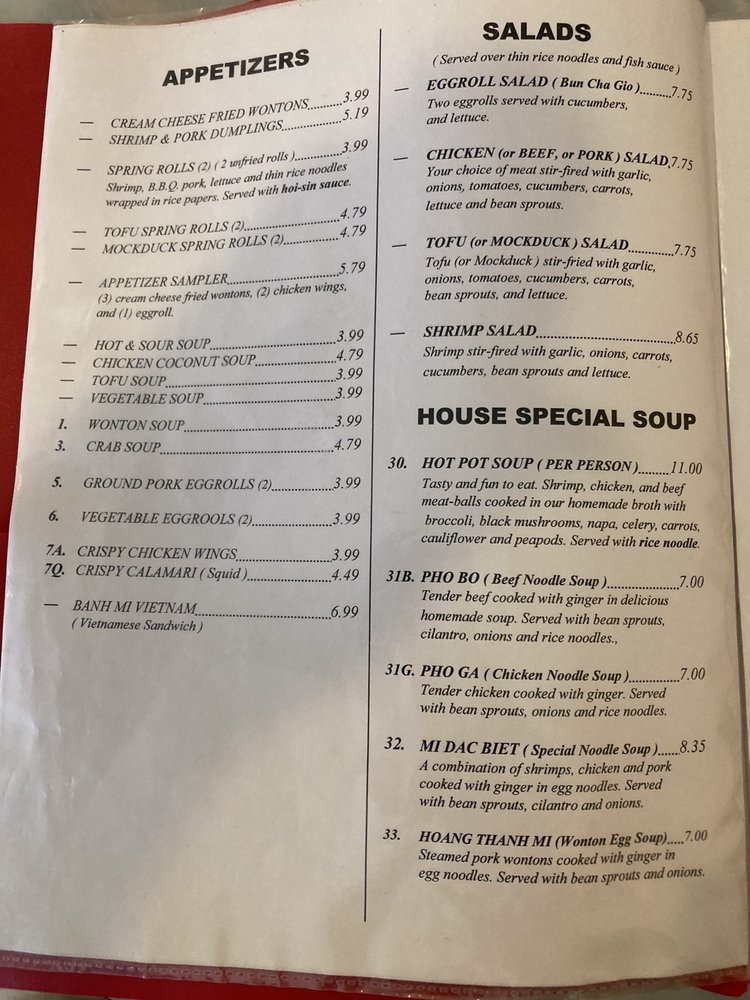 APPETIZERS
— CREAM CHEESE FRIED WONTONS..........3.99
— SHRIMP & PORK DUMPLINGS.................5.19
— SPRING ROLLS (2) ( 2 unfried rolls )..............3.99
Shrimp, B.B.Q. pork, lettuce and thin rice noodles
wrapped in rice papers. Served with hoi-sin sauce.
— TOFU SPRING ROLLS (2)............................4.79
— MOCKDUCK SPRING ROLLS (2)................4.79
— APPETIZER SAMPLER................................5.79
(3) cream cheese fried wontons, (2) chicken wings,
and (1) eggroll.
— HOT & SOUR SOUP....................................3.99
— CHICKEN COCONUT SOUP.......................4.79
— TOFU SOUP................................................3.99
— VEGETABLE SOUP.....................................3.99
1. WONTON SOUP..........................................3.99
3. CRAB SOUP.................................................4.79
5. GROUND PORK EGGROLLS (2).................3.99
6. VEGETABLE EGGROOLS (2)......................3.99
7A. CRISPY CHICKEN WINGS..........................3.99
7Q. CRISPY CALAMARI ( Squid ).......................4.49
— BANH MI VIETNAM......................................6.99
( Vietnamese Sandwich )
SALADS
( Served over thin rice noodles and fish sauce )
— EGGROLL SALAD ( Bun Cha Gio ).........7.75
Two eggrolls served with cucumbers,
and lettuce.
— CHICKEN (or BEEF, or PORK ) SALAD.7.75
Your choice of meat stir-fired with garlic,
onions, tomatoes, cucumbers, carrots,
lettuce and bean sprouts.
— TOFU (or MOCKDUCK ) SALAD.............7.75
Tofu (or Mockduck ) stir-fired with garlic,
onions, tomatoes, cucumbers, carrots,
bean sprouts, and lettuce.
— SHRIMP SALAD........................................8.65
Shrimp stir-fired with garlic, onions, carrots,
cucumbers, bean sprouts and lettuce.
HOUSE SPECIAL SOUP
30. HOT POT SOUP ( PER PERSON ).........11.00
Tasty and fun to eat. Shrimp, chicken, and beef
meat-balls cooked in our homemade broth with
broccoli, black mushrooms, napa, celery, carrots,
cauliflower and peapods. Served with rice noodle.
31B. PHO BO ( Beef Noodle Soup )....................7.00
Tender beef cooked with ginger in delicious
homemade soup. Served with bean sprouts,
cilantro, onions and rice noodles.,
31G. PHO GA ( Chicken Noodle Soup )..............7.00
Tender chicken cooked with ginger. Served
with bean sprouts, onions and rice noodles.
32. MI DAC BIET ( Special Noodle Soup )......8.35
A combination of shrimps, chicken and pork
cooked with ginger in egg noodles. Served
with bean sprouts, cilantro and onions.
33. HOANG THANH MI (Wonton Egg Soup).....7.00
Steamed pork wontons cooked with ginger in
egg noodles. Served with bean sprouts and onions.